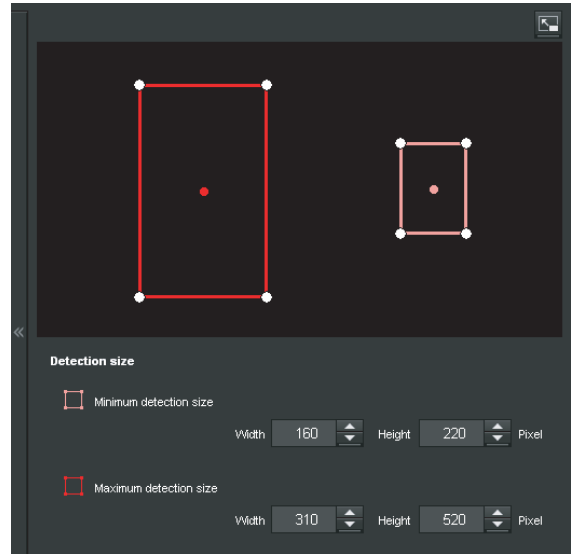 Detection size
Minimum detection size
Width 160 Height 220 Pixel
Maximum detection size
Width 310 Height 520 Pixel